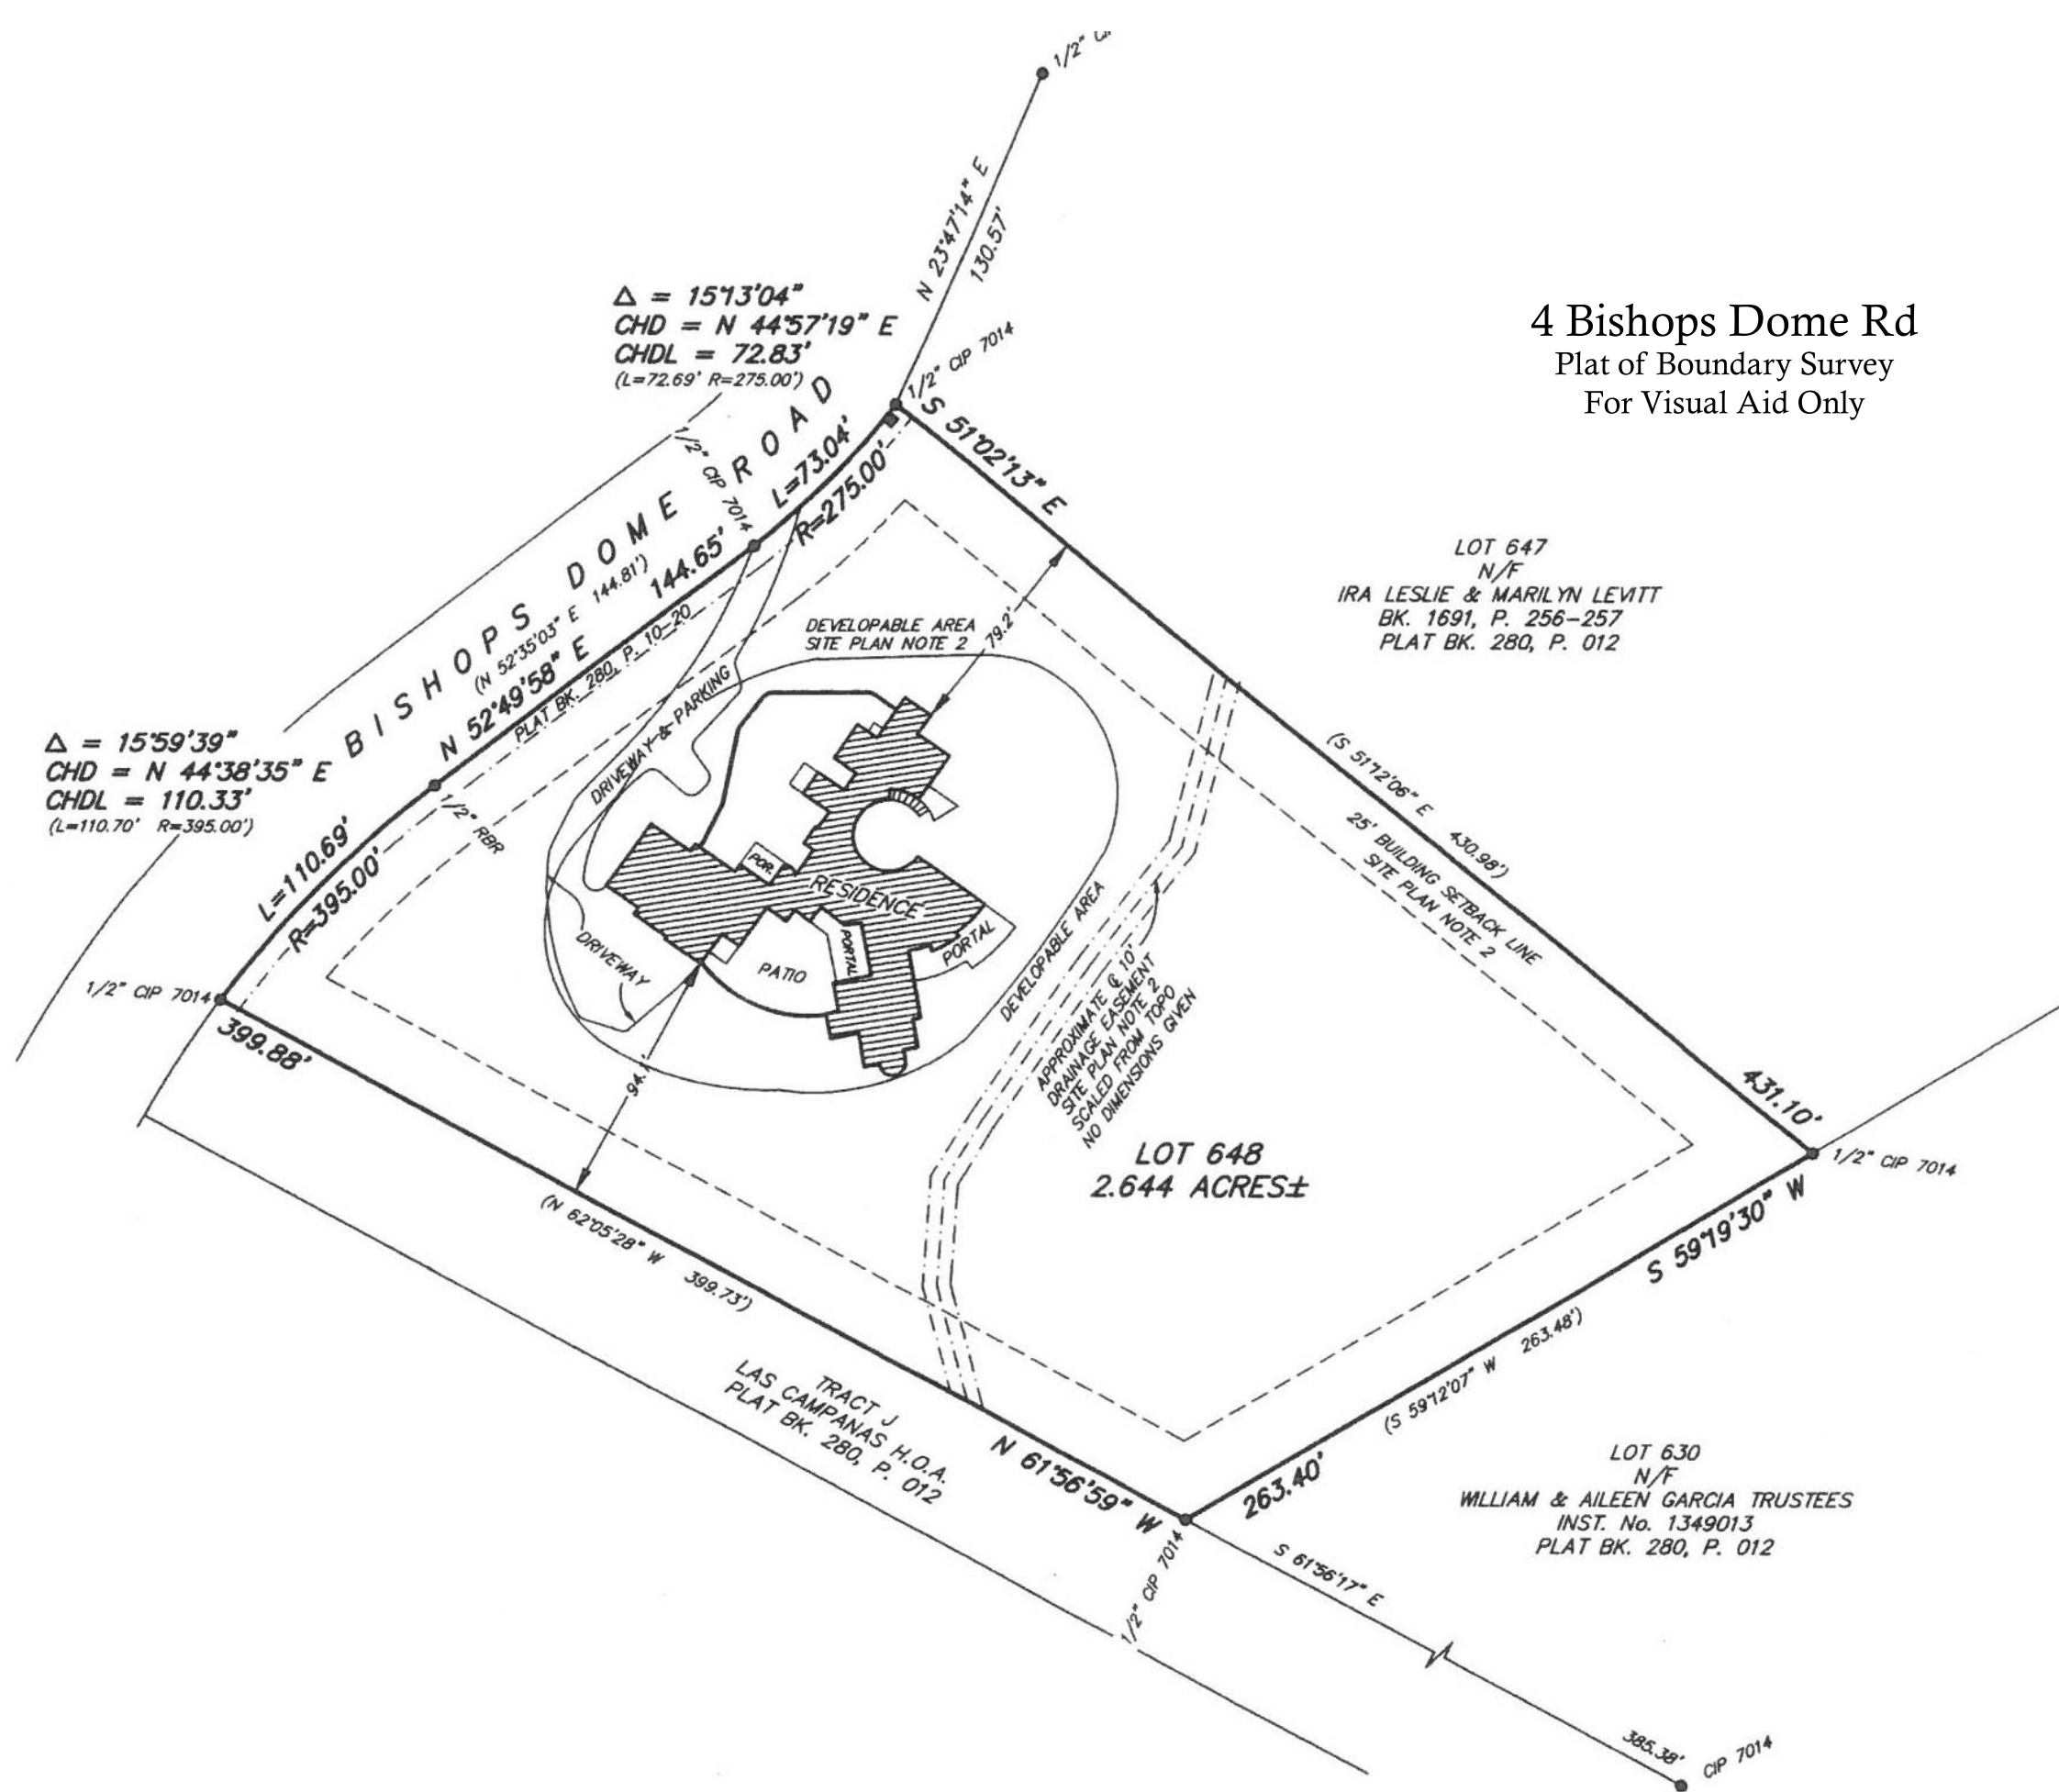 1/2"
N 23°47'14" E
130.57'
Δ = 15°13'04"
CHD = N 44°57'19" E
CHDL = 72.83'
(L=72.69' R=275.00')
4 Bishops Dome Rd
Plat of Boundary Survey
For Visual Aid Only
1/2" CIP 7014
S 51°02'13" E
L=73.04'
R=275.00'
1/2" CIP 7014
BISHOPS DOME ROAD
(N 52°35'03" E 144.81')
N 52°49'58" E 144.65'
PLAT BK. 280, P. 10-20
LOT 647
N/F
IRA LESLIE & MARILYN LEVITT
BK. 1691, P. 256-257
PLAT BK. 280, P. 012
DEVELOPABLE AREA
SITE PLAN NOTE 2
79.2'
Δ = 15°59'39"
CHD = N 44°38'35" E
CHDL = 110.33'
(L=110.70' R=395.00')
DRIVEWAY & PARKING
1/2" RBR
L=110.69'
R=395.00'
(S 51°12'06" E 430.98')
25' BUILDING SETBACK LINE
SITE PLAN NOTE 2
POR.
RESIDENCE
PORTAL
PORTAL
PATIO
DRIVEWAY
DEVELOPABLE AREA
APPROXIMATE ℄ 10'
DRAINAGE EASEMENT
SITE PLAN NOTE 2
SCALED FROM TOPO
NO DIMENSIONS GIVEN
1/2" CIP 7014
399.88'
LOT 648
2.644 ACRES±
431.10'
1/2" CIP 7014
S 59°19'30" W
(N 62°05'28" W 399.73')
(S 59°12'07" W 263.48')
TRACT J
LAS CAMPANAS H.O.A.
PLAT BK. 280, P. 012
N 61°56'59" W
263.40'
LOT 630
N/F
WILLIAM & AILEEN GARCIA TRUSTEES
INST. No. 1349013
PLAT BK. 280, P. 012
1/2" CIP 7014
S 61°56'17" E
385.38'
CIP 7014